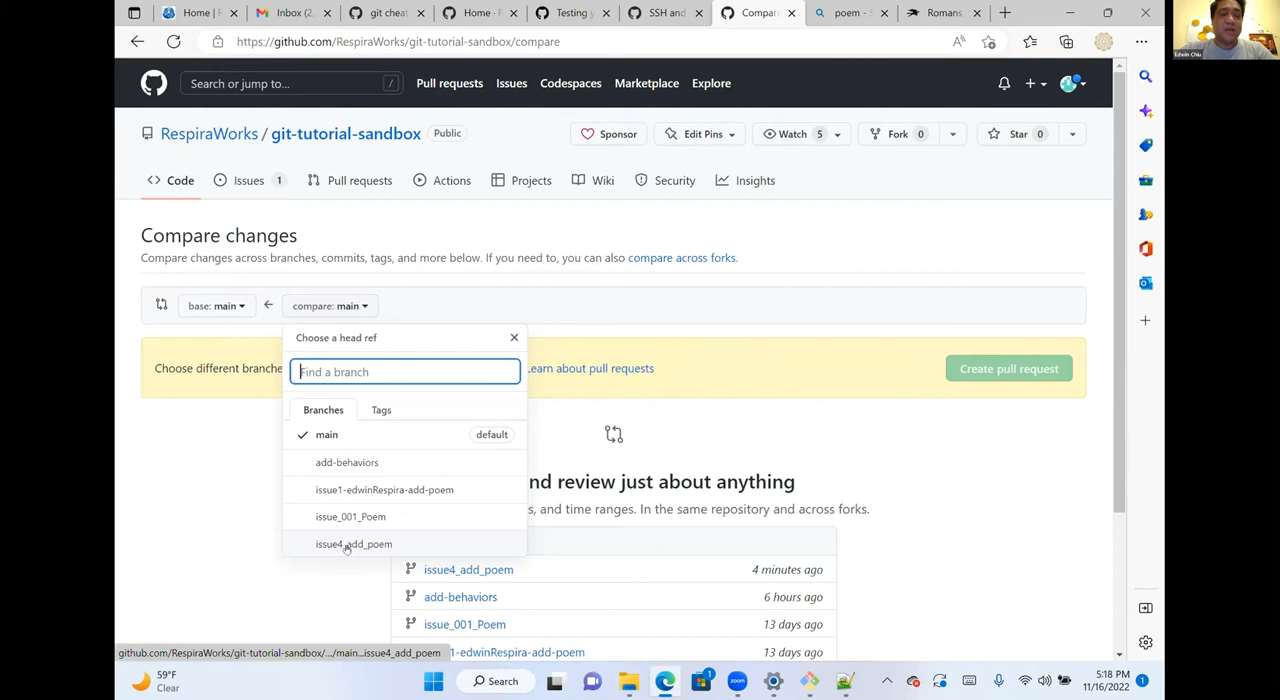 Home | F
Inbox (2,
git cheat
Home · F
Testing y
SSH and
Compare
poem - S
Romans
https://github.com/RespiraWorks/git-tutorial-sandbox/compare
Edwin Chiu
Search or jump to...
/
Pull requests
Issues
Codespaces
Marketplace
Explore
RespiraWorks / git-tutorial-sandbox
Public
Sponsor
Edit Pins
Watch 5
Fork 0
Star 0
Code
Issues 1
Pull requests
Actions
Projects
Wiki
Security
Insights
Compare changes
Compare changes across branches, commits, tags, and more below. If you need to, you can also compare across forks.
base: main
compare: main
Choose a head ref
Choose different branche
Find a branch
Learn about pull requests
Create pull request
Branches
Tags
main
default
add-behaviors
issue1-edwinRespira-add-poem
issue_001_Poem
issue4_add_poem
nd review just about anything
s, and time ranges. In the same repository and across forks.
issue4_add_poem
4 minutes ago
add-behaviors
6 hours ago
issue_001_Poem
13 days ago
1-edwinRespira-add-poem
13 days ago
github.com/RespiraWorks/git-tutorial-sandbox/.../main...issue4_add_poem
59°F
Clear
Search
1
5:18 PM
11/16/2022
1